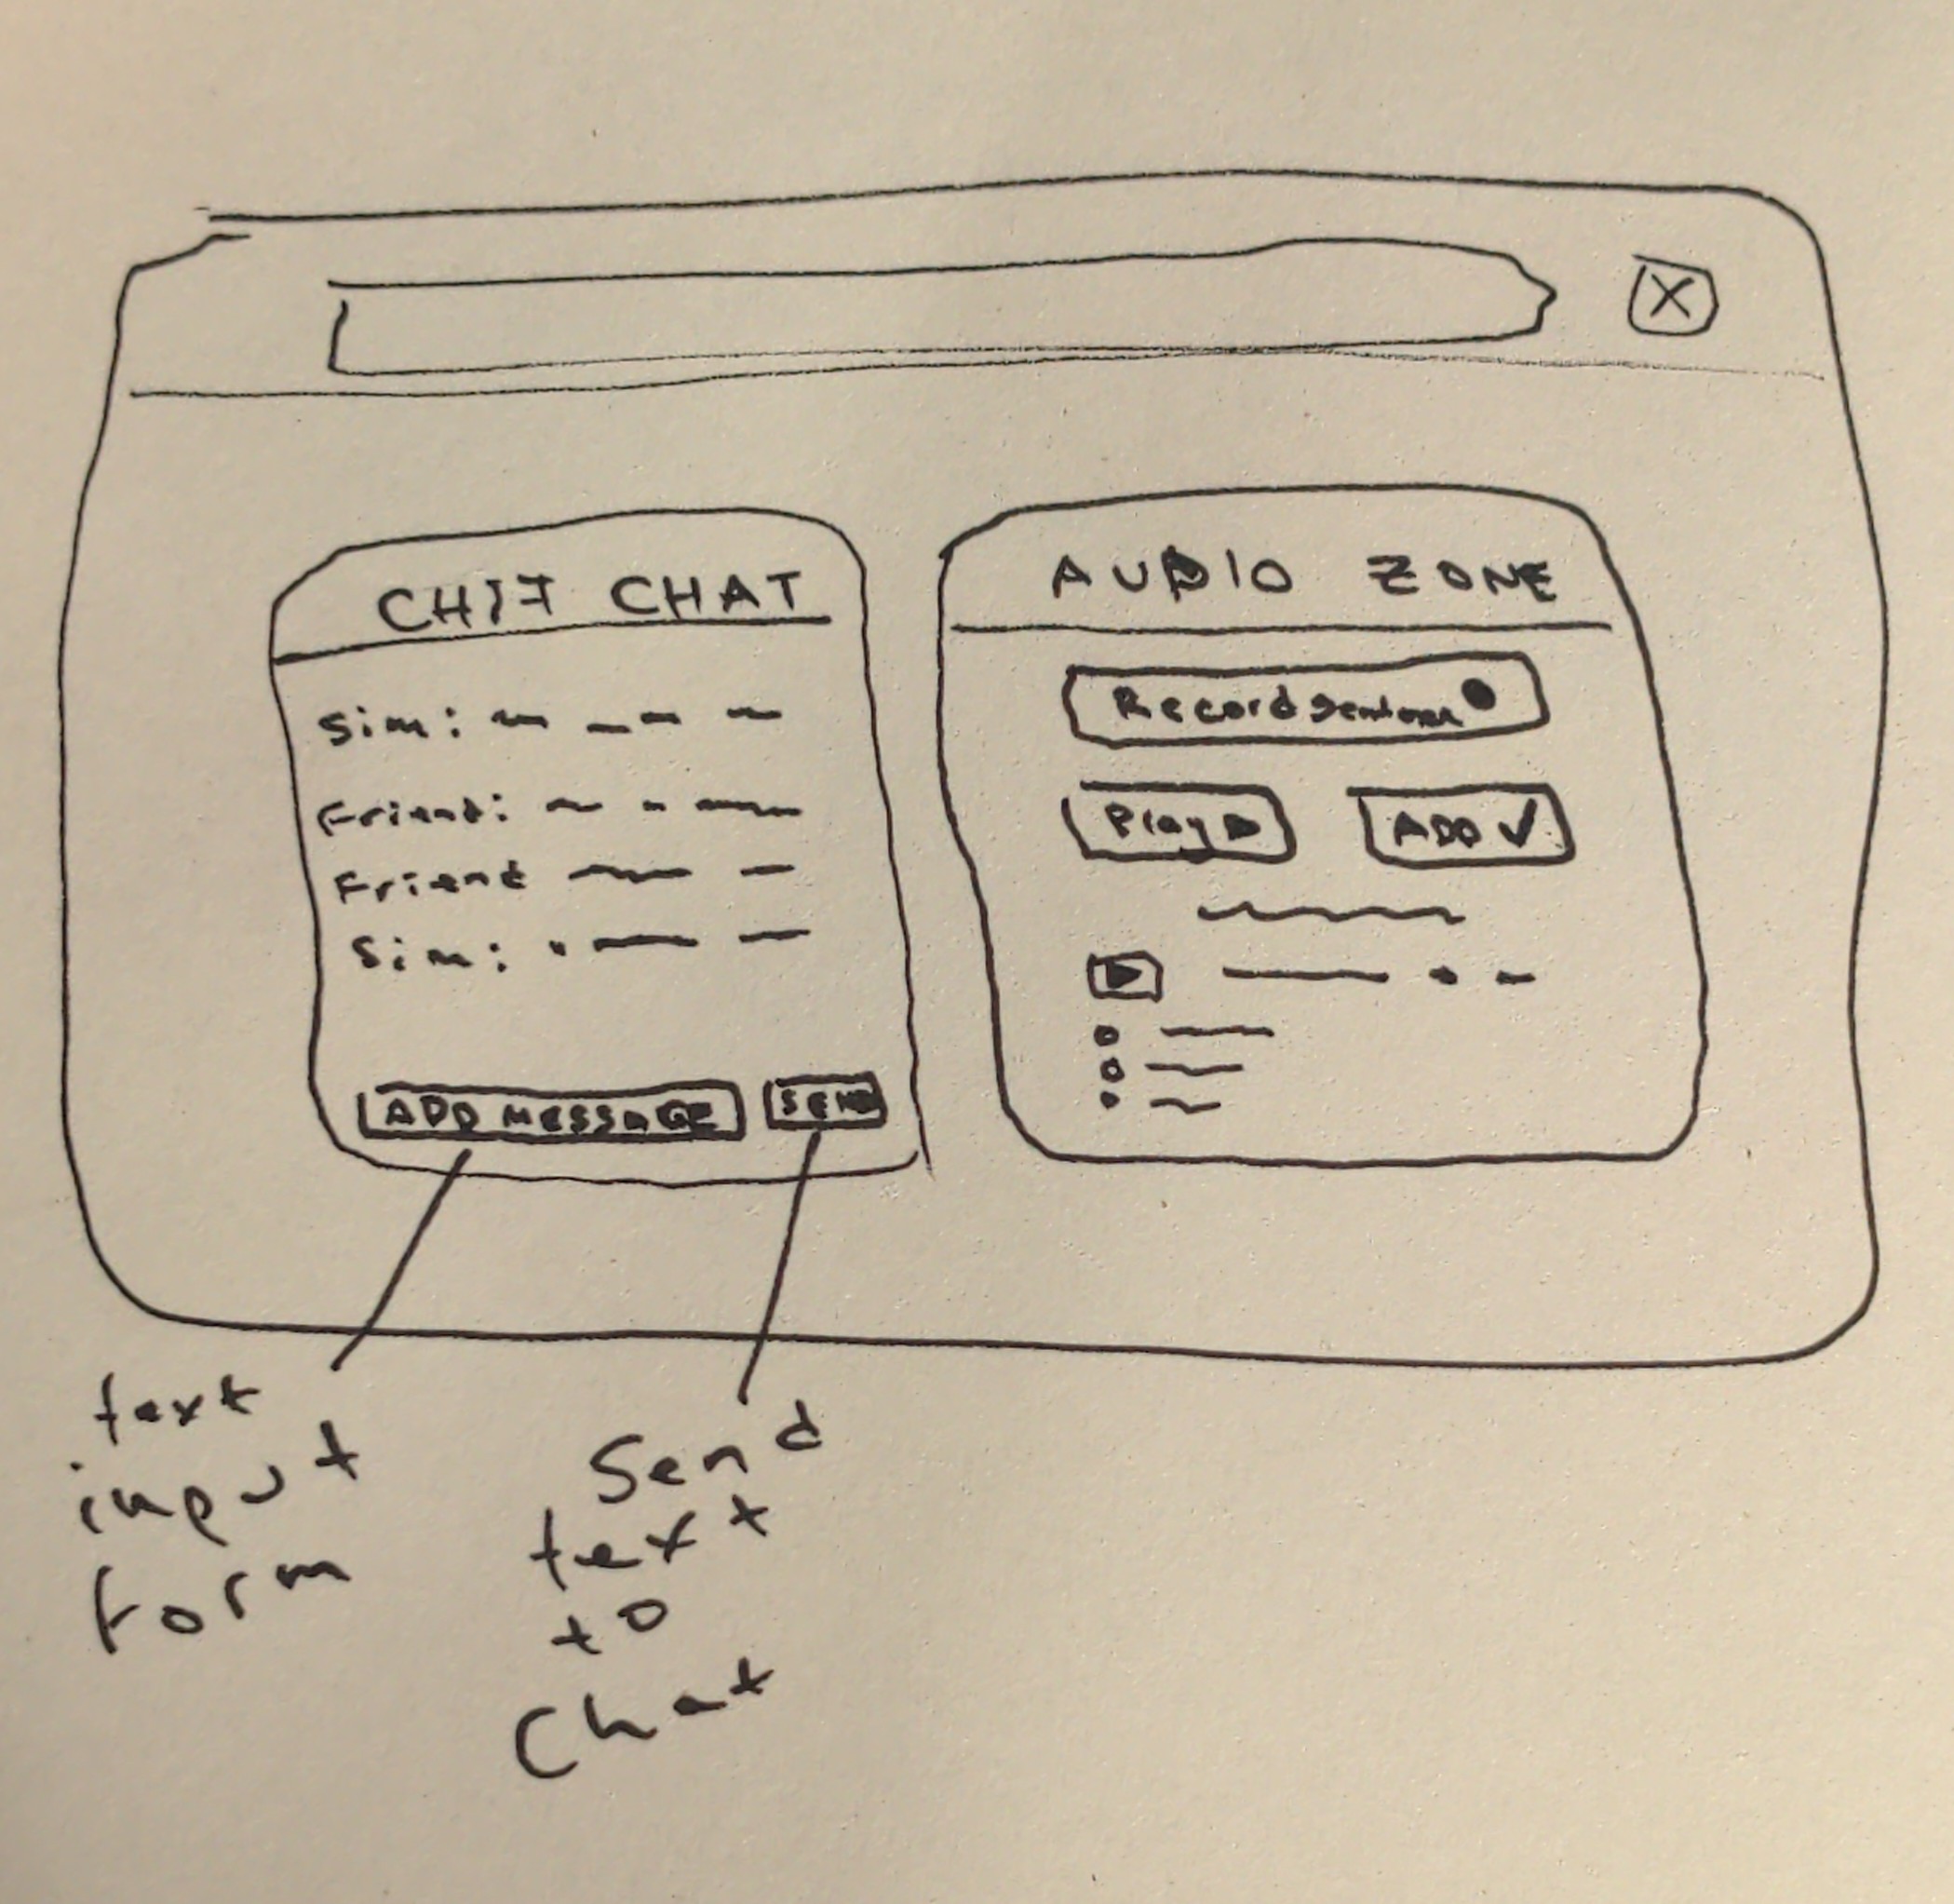 X
CHIT CHAT
Sim:
Friend:
Friend
Sim:
ADD MESSAGE SEND
AUDIO ZONE
Record
Play
ADD ✓
text
input
form
Send
text
to
Chat